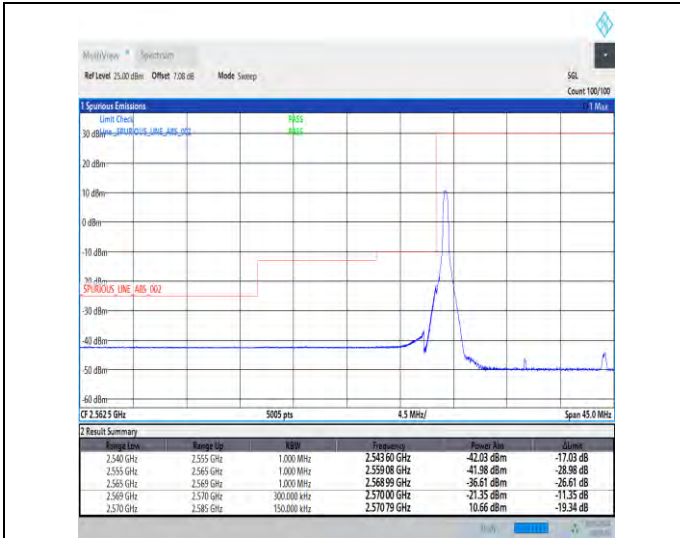 MultiView Spectrum
Ref Level 25.00 dBm Offset 7.08 dB Mode Sweep SGL
Count 100/100
1 Spurious Emissions 1 Max
Limit Check PASS
30 dBm Line _SPURIOUS_LINE_ABS_002 PASS
20 dBm
10 dBm
0 dBm
-10 dBm
-20 dBm
_SPURIOUS_LINE_ABS_002
-30 dBm
-40 dBm
-50 dBm
-60 dBm
CF 2.5625 GHz 5005 pts 4.5 MHz/ Span 45.0 MHz
2 Result Summary
Range Low Range Up RBW Frequency Power Abs ΔLimit
2.540 GHz 2.555 GHz 1.000 MHz 2.543 60 GHz -42.03 dBm -17.03 dB
2.555 GHz 2.565 GHz 1.000 MHz 2.559 08 GHz -41.98 dBm -28.98 dB
2.565 GHz 2.569 GHz 1.000 MHz 2.568 99 GHz -36.61 dBm -26.61 dB
2.569 GHz 2.570 GHz 300.000 kHz 2.570 00 GHz -21.35 dBm -11.35 dB
2.570 GHz 2.585 GHz 150.000 kHz 2.570 79 GHz 10.66 dBm -19.34 dB